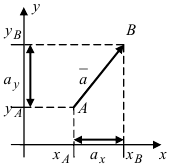 y
y_B B
a_y a̅
y_A A
x_A a_x x_B x